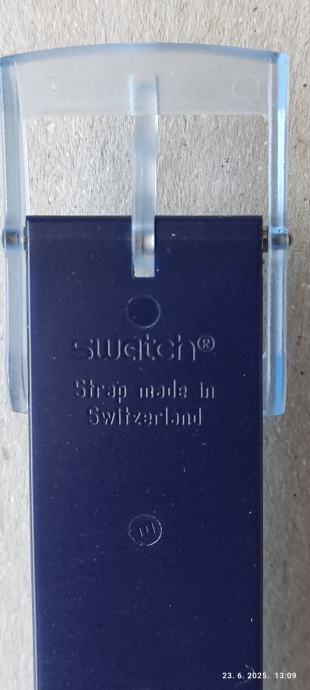 swatch®
Strap made in
Switzerland
E
23. 6. 2025. 13:09